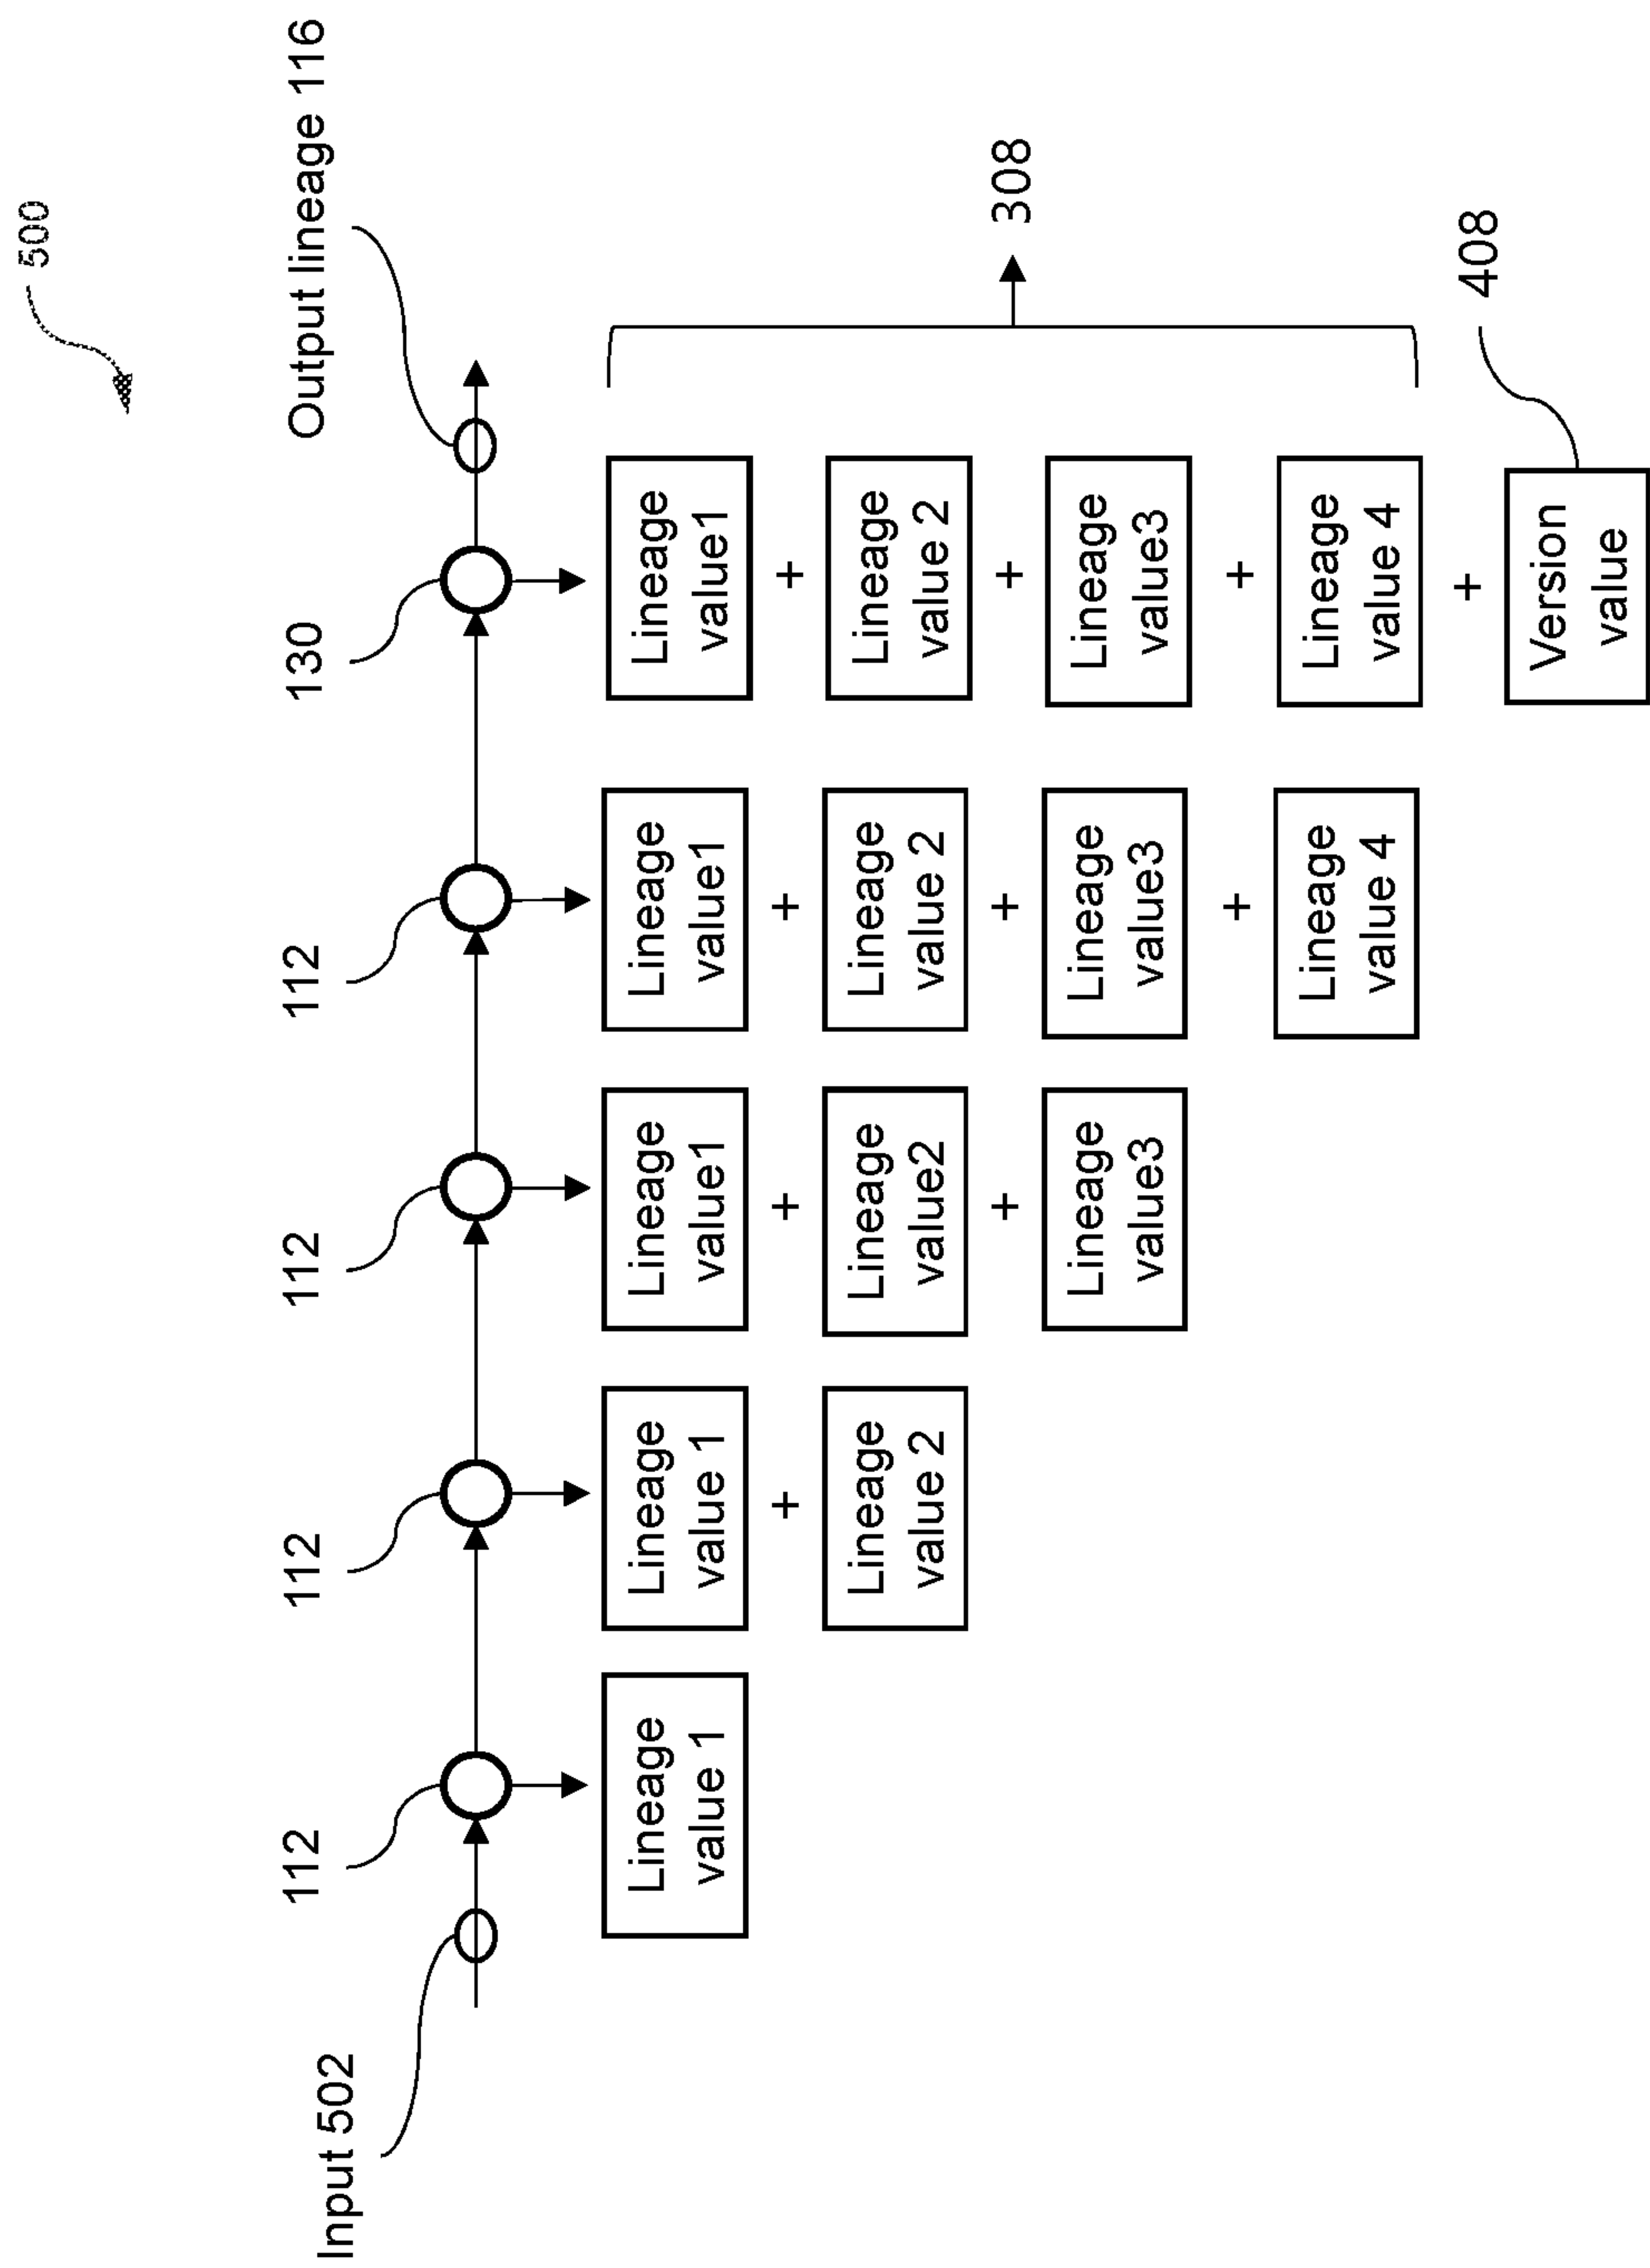 500
Output lineage 116
130
112
112
112
112
Input 502
Lineage
value 1
Lineage
value 1
+
Lineage
value 2
Lineage
value1
+
Lineage
value2
+
Lineage
value3
Lineage
value1
+
Lineage
value 2
+
Lineage
value3
+
Lineage
value 4
Lineage
value1
+
Lineage
value 2
+
Lineage
value3
+
Lineage
value 4
+
Version
value
308
408